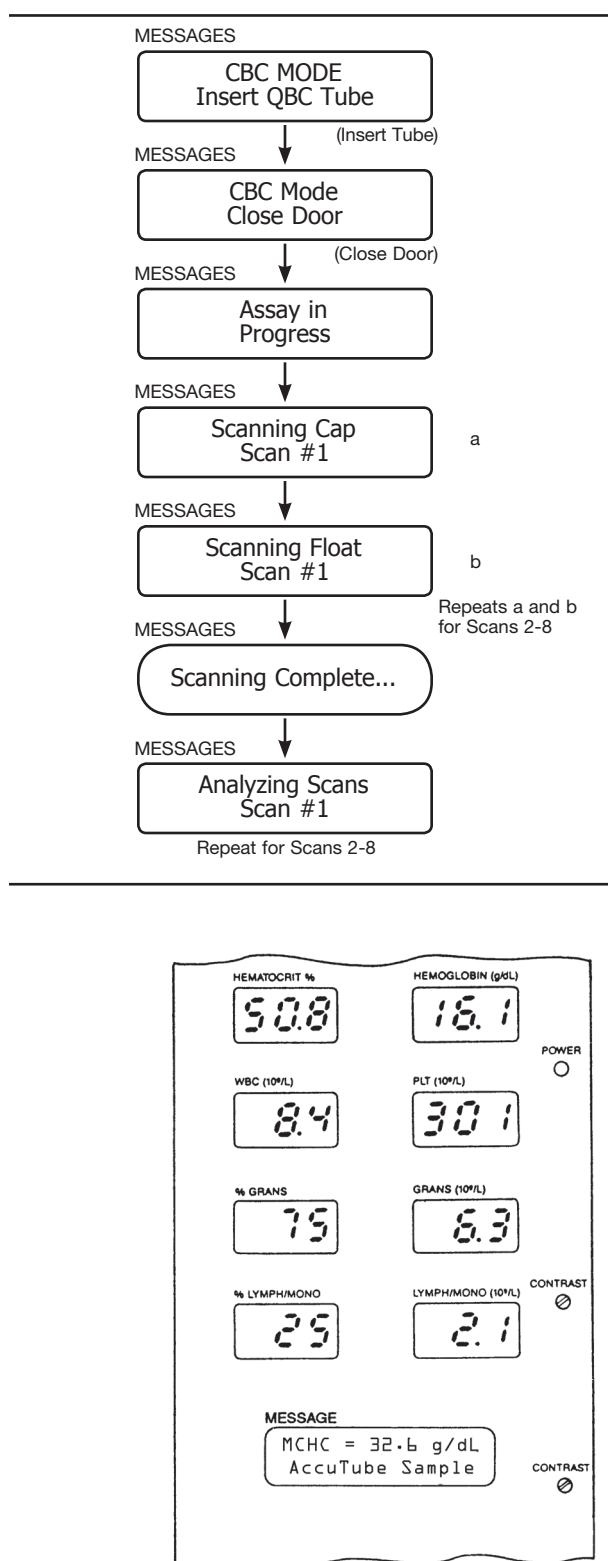 MESSAGES
CBC MODE
Insert QBC Tube
(Insert Tube)
MESSAGES
CBC Mode
Close Door
(Close Door)
MESSAGES
Assay in
Progress
MESSAGES
Scanning Cap
Scan #1
a
MESSAGES
Scanning Float
Scan #1
b
Repeats a and b
for Scans 2-8
MESSAGES
Scanning Complete...
MESSAGES
Analyzing Scans
Scan #1
Repeat for Scans 2-8
HEMATOCRIT %
HEMOGLOBIN (g/dL)
50.8
16.1
POWER
WBC (10⁹/L)
PLT (10⁹/L)
8.4
301
% GRANS
GRANS (10⁹/L)
75
6.3
CONTRAST
% LYMPH/MONO
LYMPH/MONO (10⁹/L)
25
2.1
MESSAGE
MCHC = 32.6 g/dL
AccuTube Sample
CONTRAST